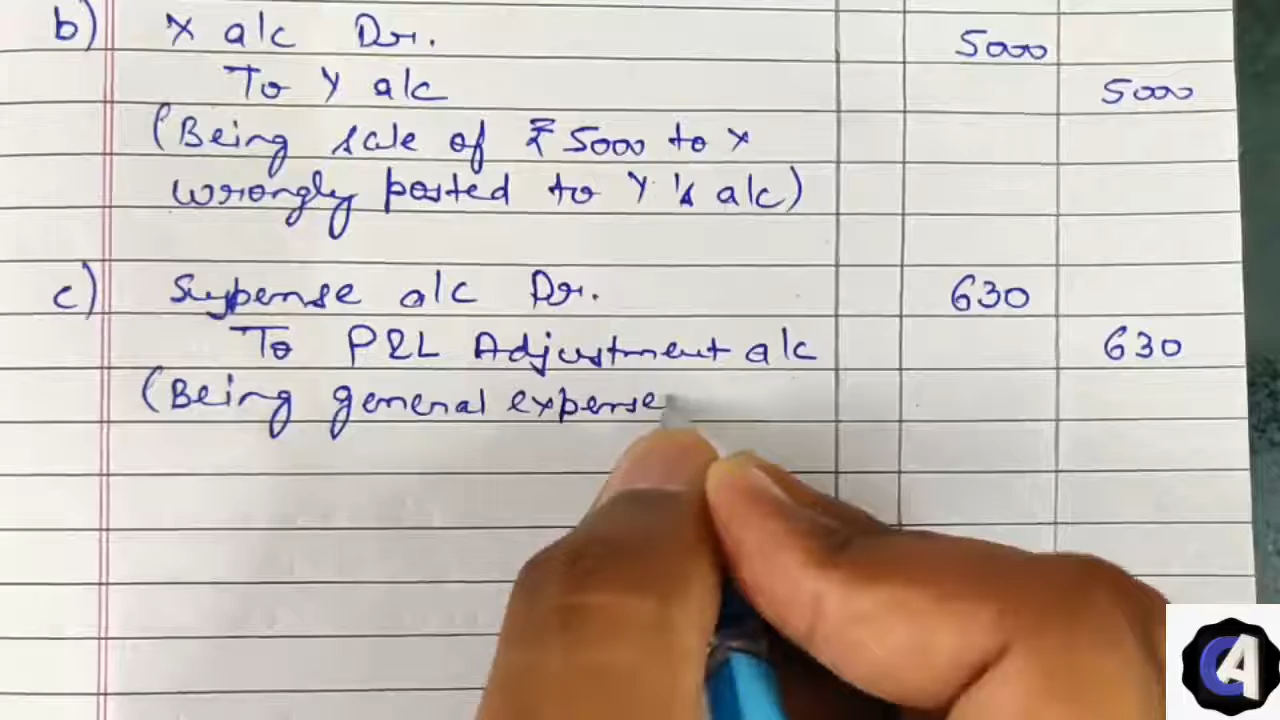 b) X a/c Dr. 5000
To Y a/c 5000
(Being sale of ₹5000 to X
wrongly posted to Y's a/c)
c) Suspense a/c Dr. 630
To P&L Adjustment a/c 630
(Being general expense
CA